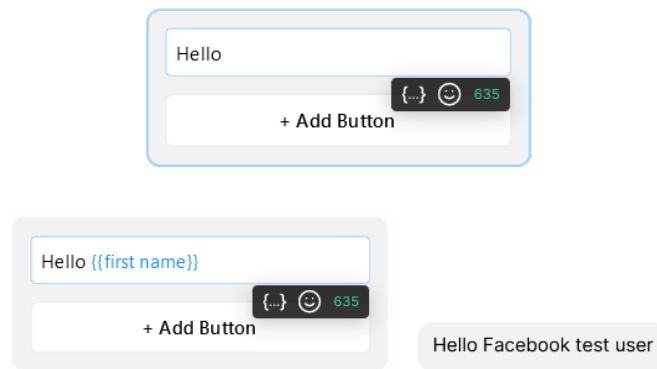 Hello
{...} 635
+ Add Button
Hello {{first name}}
{...} 635
+ Add Button
Hello Facebook test user